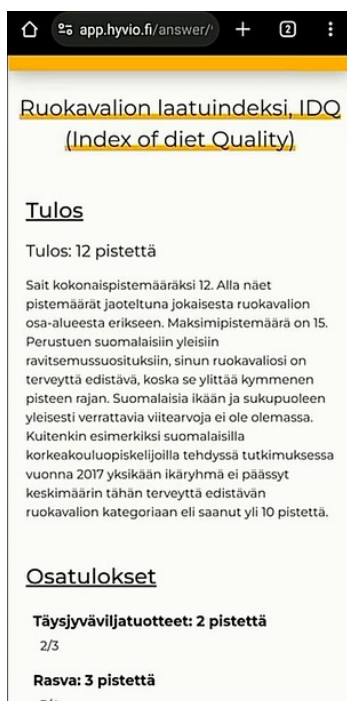 app.hyvio.fi/answer/
2
Ruokavalion laatuindeksi, IDQ
(Index of diet Quality)
Tulos
Tulos: 12 pistettä
Sait kokonaispistemääräksi 12. Alla näet
pistemäärät jaoteltuna jokaisesta ruokavalion
osa-alueesta erikseen. Maksimipistemäärä on 15.
Perustuen suomalaisiin yleisiin
ravitsemussuosituksiin, sinun ruokavaliosi on
terveyttä edistävä, koska se ylittää kymmenen
pisteen rajan. Suomalaisia ikään ja sukupuoleen
yleisesti verrattavia viitearvoja ei ole olemassa.
Kuitenkin esimerkiksi suomalaisilla
korkeakouluopiskelijoilla tehdyssä tutkimuksessa
vuonna 2017 yksikään ikäryhmä ei päässyt
keskimäärin tähän terveyttä edistävän
ruokavalion kategoriaan eli saanut yli 10 pistettä.
Osatulokset
Täysjyväviljatuotteet: 2 pistettä
2/3
Rasva: 3 pistettä